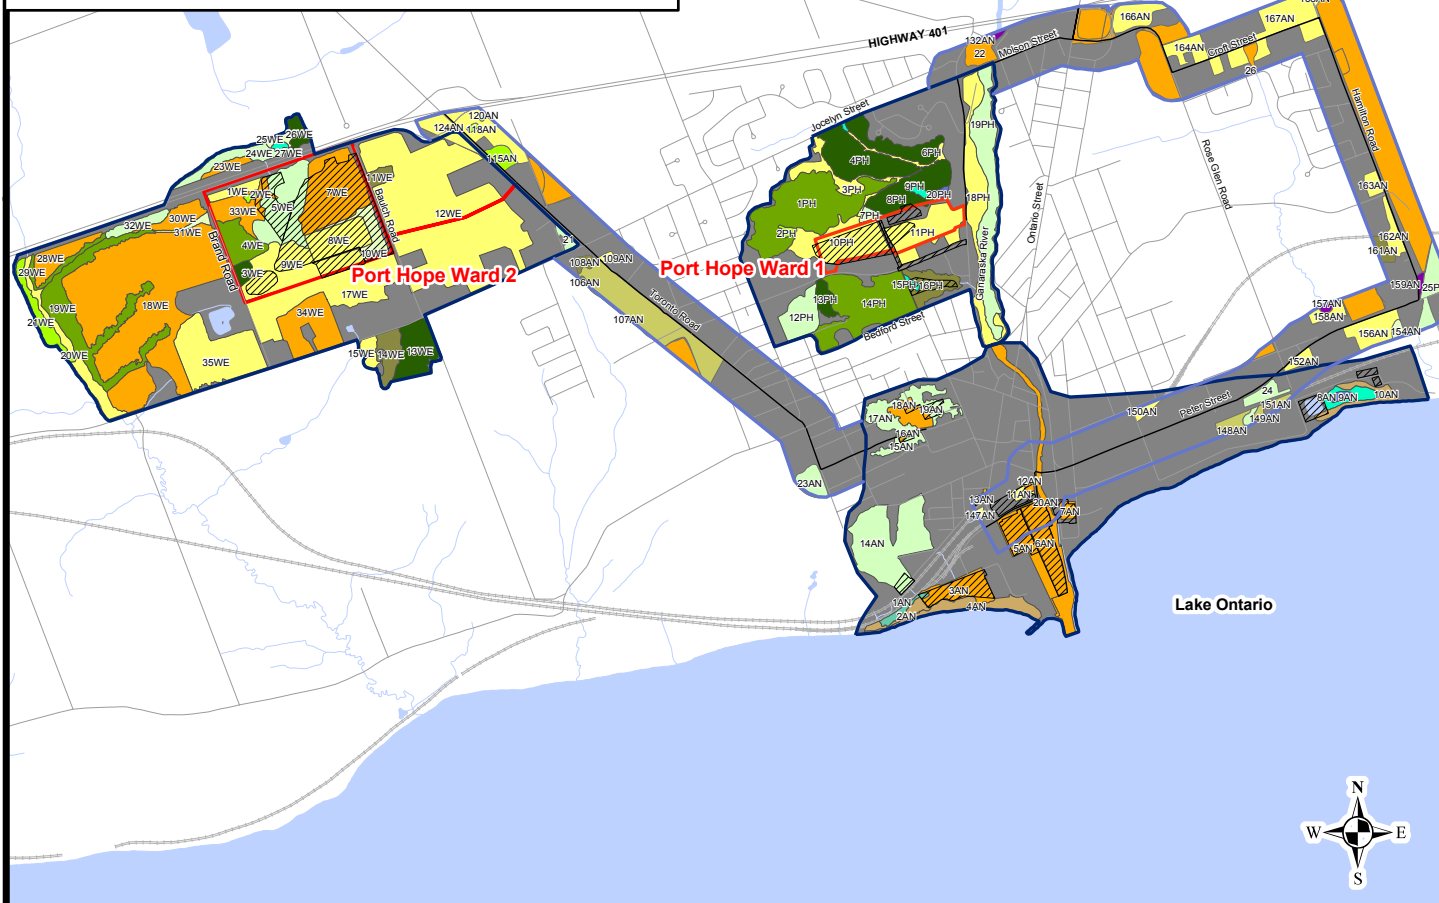 HIGHWAY 401
132AN
22
Molson Street
166AN
167AN
164AN
Croft Street
26
Hamilton Road
Rose Glen Road
Jocelyn Street
120AN
124AN
118AN
115AN
26WE
25WE
24WE
27WE
23WE
1WE
2WE
7WE
11WE
5WE
33WE
30WE
31WE
32WE
12WE
Baulch Road
Brand Road
4WE
8WE
10WE
9WE
3WE
28WE
29WE
18WE
19WE
21WE
20WE
17WE
34WE
35WE
15WE
14WE
13WE
Port Hope Ward 2
21
108AN
109AN
106AN
107AN
Toronto Road
Port Hope Ward 1
4PH
6PH
3PH
9PH
8PH
20PH
1PH
7PH
2PH
10PH
11PH
19PH
18PH
13PH
12PH
14PH
15PH
16PH
Bedford Street
Ganaraska River
Ontario Street
163AN
162AN
161AN
159AN
25P
157AN
158AN
156AN
154AN
152AN
24
151AN
149AN
148AN
150AN
Peter Street
8AN
9AN
10AN
18AN
19AN
17AN
16AN
15AN
23AN
12AN
11AN
13AN
147AN
20AN
7AN
5AN
6AN
14AN
3AN
1AN
4AN
2AN
Lake Ontario
N
W
E
S